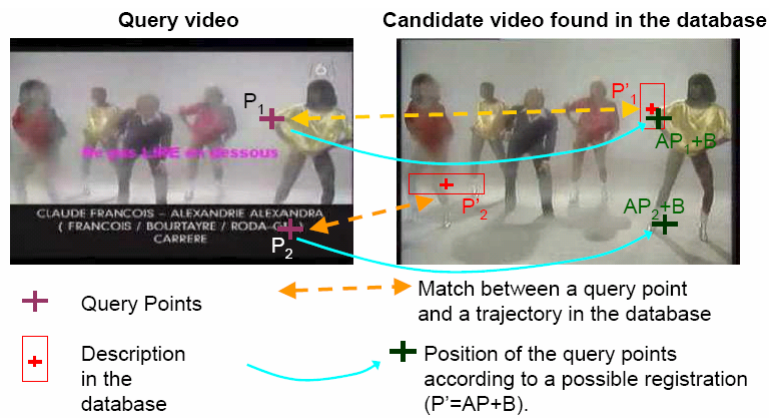 Query video
Candidate video found in the database
P1
P'1
AP1+B
Ne pas LIRE en dessous
P'2
AP2+B
CLAUDE FRANCOIS - ALEXANDRIE ALEXANDRA
( FRANCOIS / BOURTAYRE / RODA-GIL )
CARRERE
P2
Query Points
Match between a query point
and a trajectory in the database
Description
in the
database
Position of the query points
according to a possible registration
(P'=AP+B).